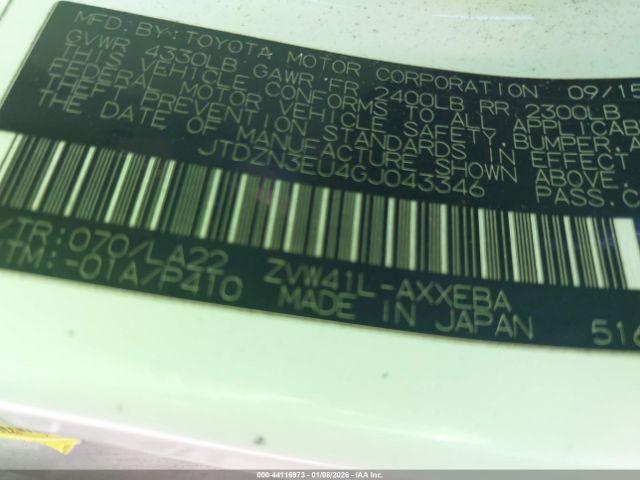 MFD. BY: TOYOTA MOTOR CORPORATION 09/15
GVWR 4330LB GAWR FR 2400LB RR 2300LB
THIS VEHICLE CONFORMS TO ALL APPLICAB
FEDERAL MOTOR VEHICLE SAFETY, BUMPER, A
THEFT PREVENTION STANDARDS IN EFFECT ON
THE DATE OF MANUFACTURE SHOWN ABOVE.
JTDZN3EU4GJ043346 PASS.C
/TR:070/LA22 ZVW41L-AXXEBA
TM:-01A/P410 MADE IN JAPAN 516
000-44116973 | 01/08/2026 | IAA Inc.